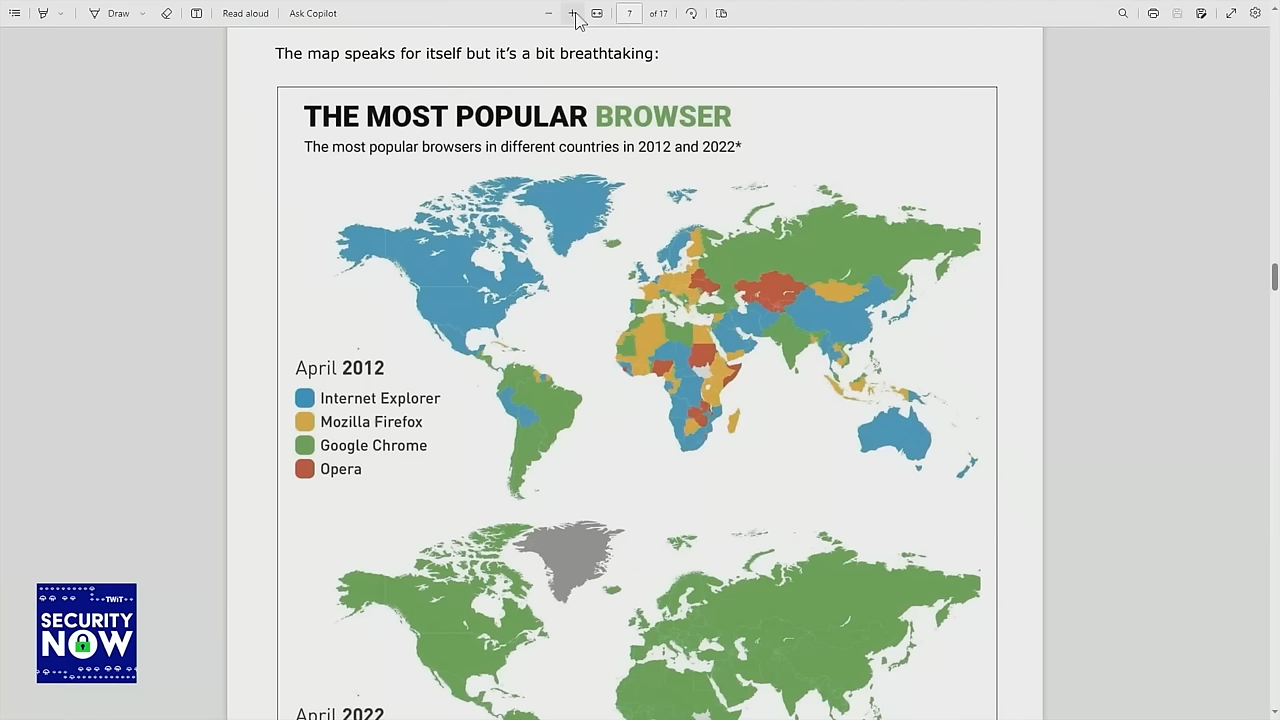 Draw
Read aloud
Ask Copilot
7
of 17
The map speaks for itself but it's a bit breathtaking:
THE MOST POPULAR BROWSER
The most popular browsers in different countries in 2012 and 2022*
April 2012
Internet Explorer
Mozilla Firefox
Google Chrome
Opera
April 2022
TWiT
SECURITY
NOW